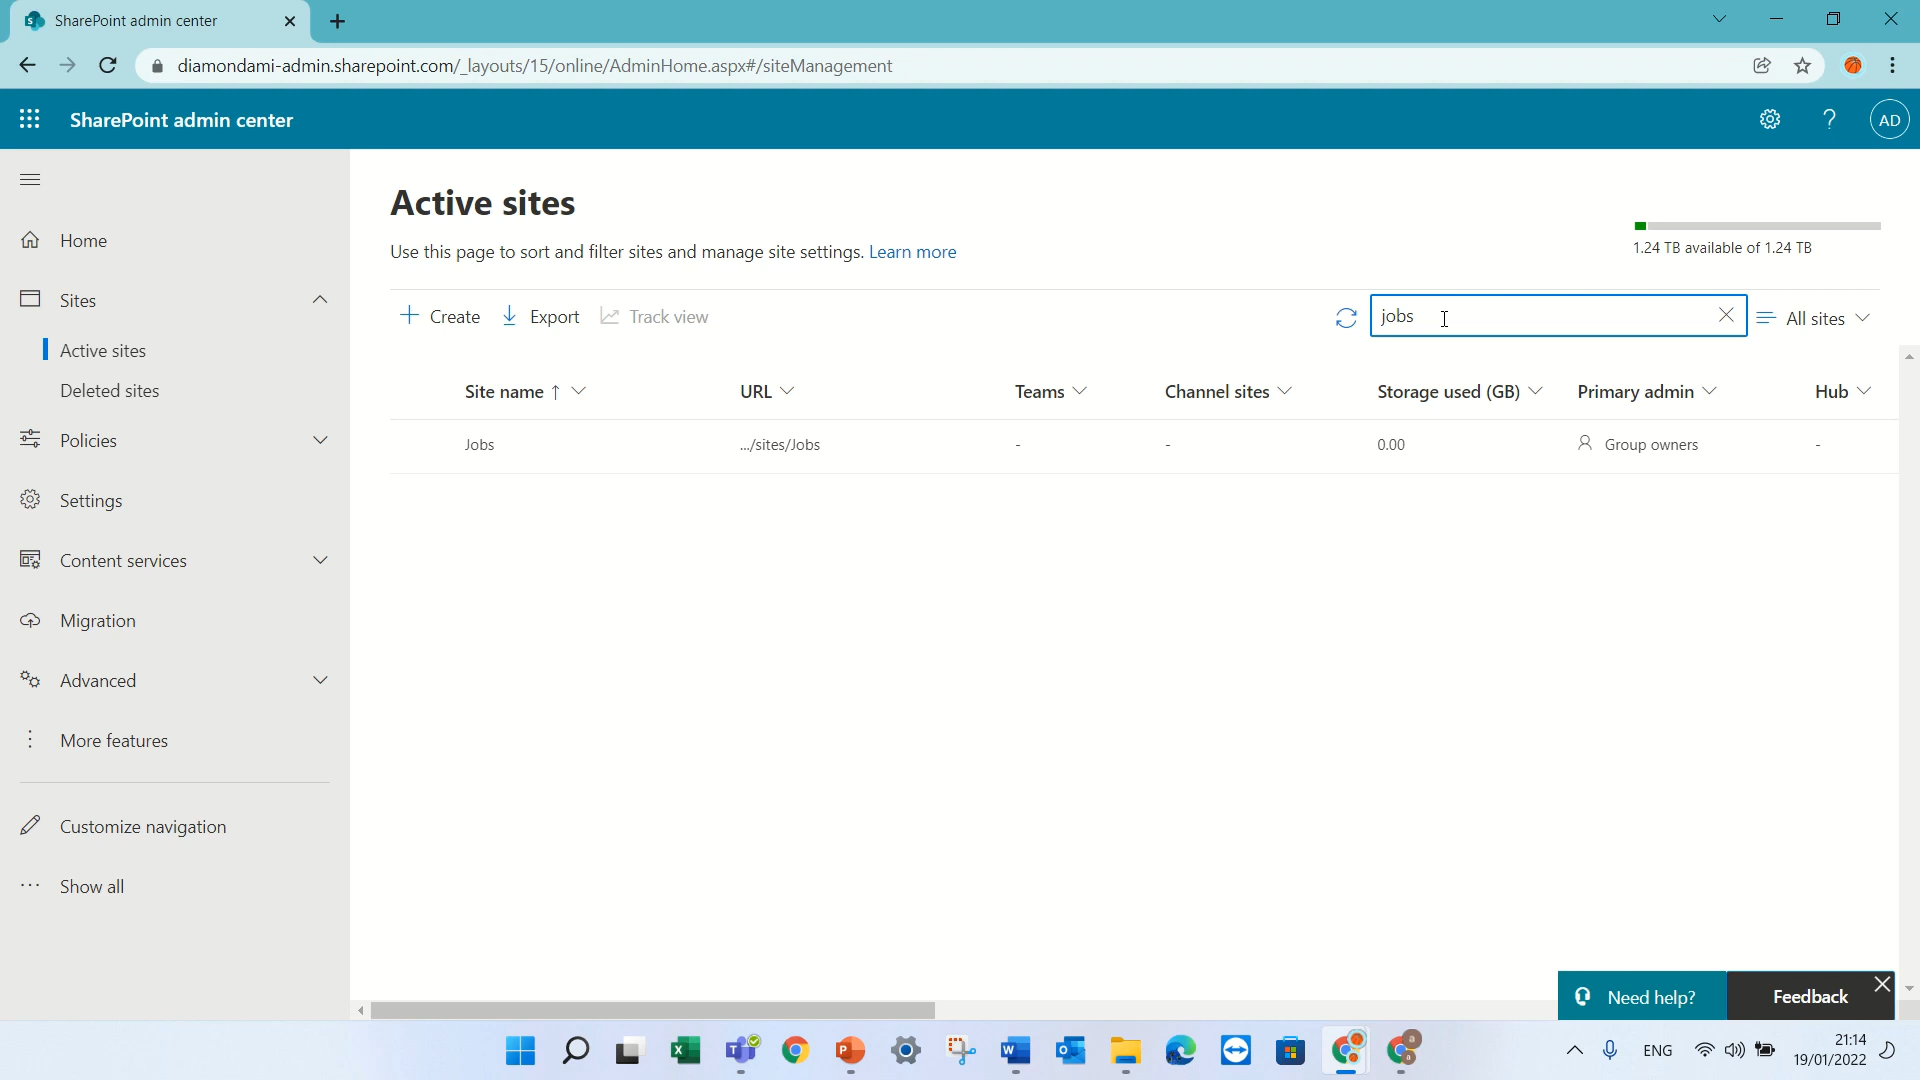 SharePoint admin center
diamondami-admin.sharepoint.com/_layouts/15/online/AdminHome.aspx#/siteManagement
SharePoint admin center
AD
Home
Sites
Active sites
Deleted sites
Policies
Settings
Content services
Migration
Advanced
More features
Customize navigation
Show all
Active sites
Use this page to sort and filter sites and manage site settings. Learn more
1.24 TB available of 1.24 TB
Create Export Track view jobs All sites
Site name ↑ URL Teams Channel sites Storage used (GB) Primary admin Hub
Jobs .../sites/Jobs - - 0.00 Group owners -
Need help? Feedback
ENG
21:14
19/01/2022